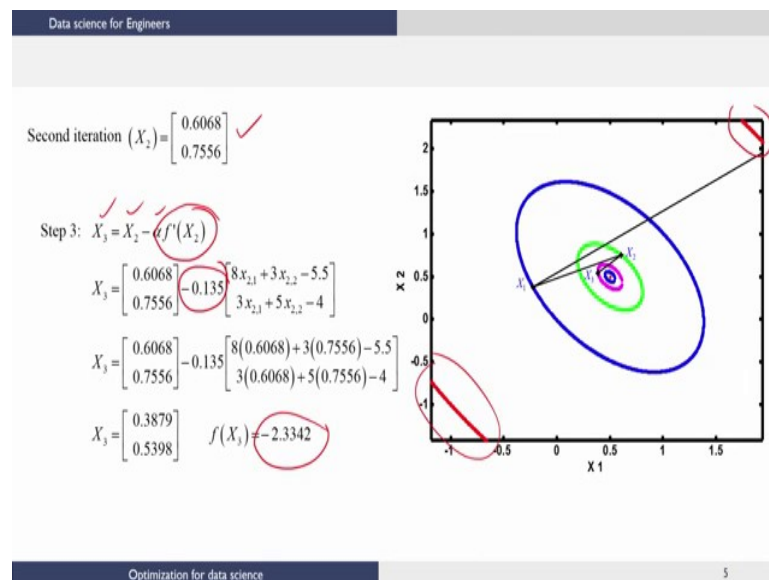 Data science for Engineers
Second iteration (X₂) = [0.6068
0.7556]
Step 3: X₃ = X₂ − αf'(X₂)
X₃ = [0.6068
0.7556] − 0.135 [8x₂,₁ + 3x₂,₂ − 5.5
3x₂,₁ + 5x₂,₂ − 4]
X₃ = [0.6068
0.7556] − 0.135 [8(0.6068) + 3(0.7556) − 5.5
3(0.6068) + 5(0.7556) − 4]
X₃ = [0.3879
0.5398] f(X₃) = −2.3342
2
1.5
1
0.5
0
-0.5
-1
X 2
X₁
X₂
X₃
-1 -0.5 0 0.5 1 1.5
X 1
Optimization for data science 5